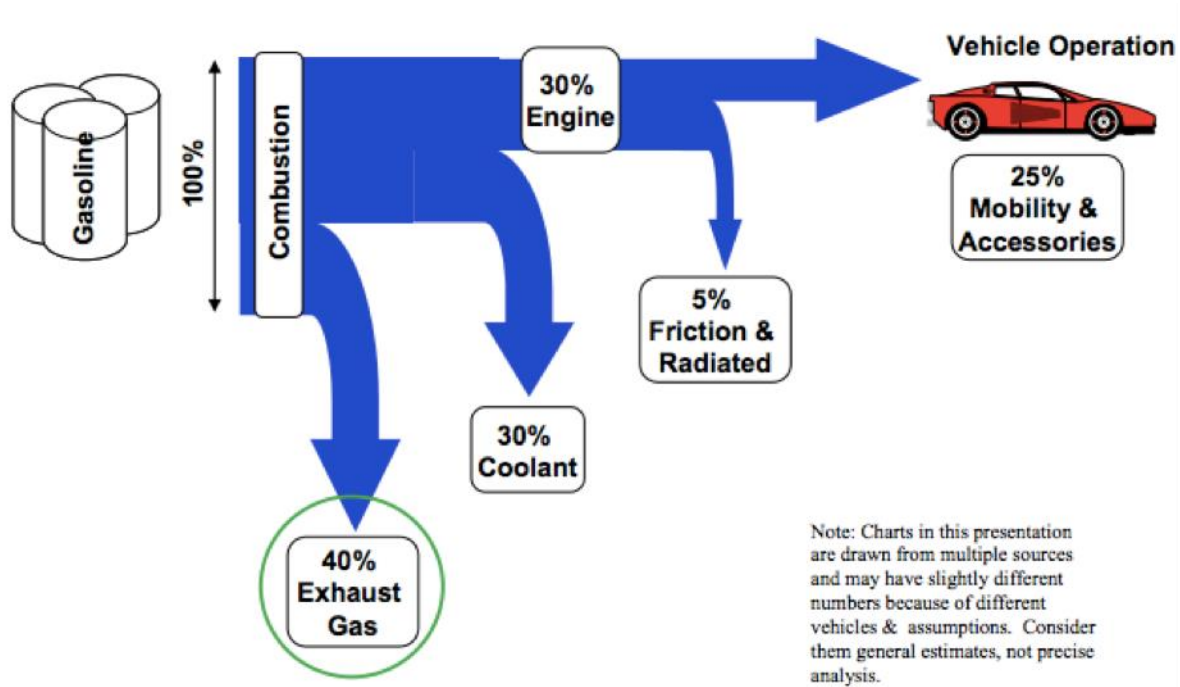 Gasoline
100%
Combustion
30%
Engine
Vehicle Operation
25%
Mobility &
Accessories
5%
Friction &
Radiated
30%
Coolant
40%
Exhaust
Gas
Note: Charts in this presentation
are drawn from multiple sources
and may have slightly different
numbers because of different
vehicles & assumptions. Consider
them general estimates, not precise
analysis.